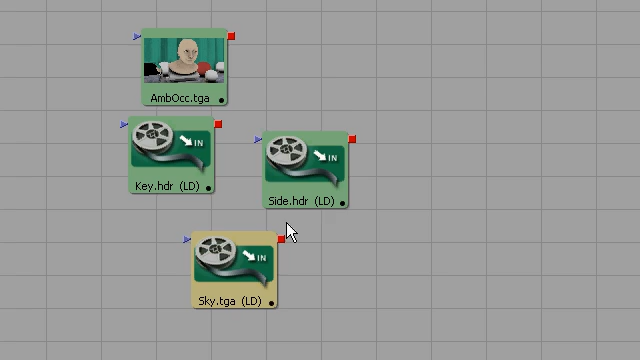 AmbOcc.tga
IN
Key.hdr (LD)
IN
Side.hdr (LD)
IN
Sky.tga (LD)